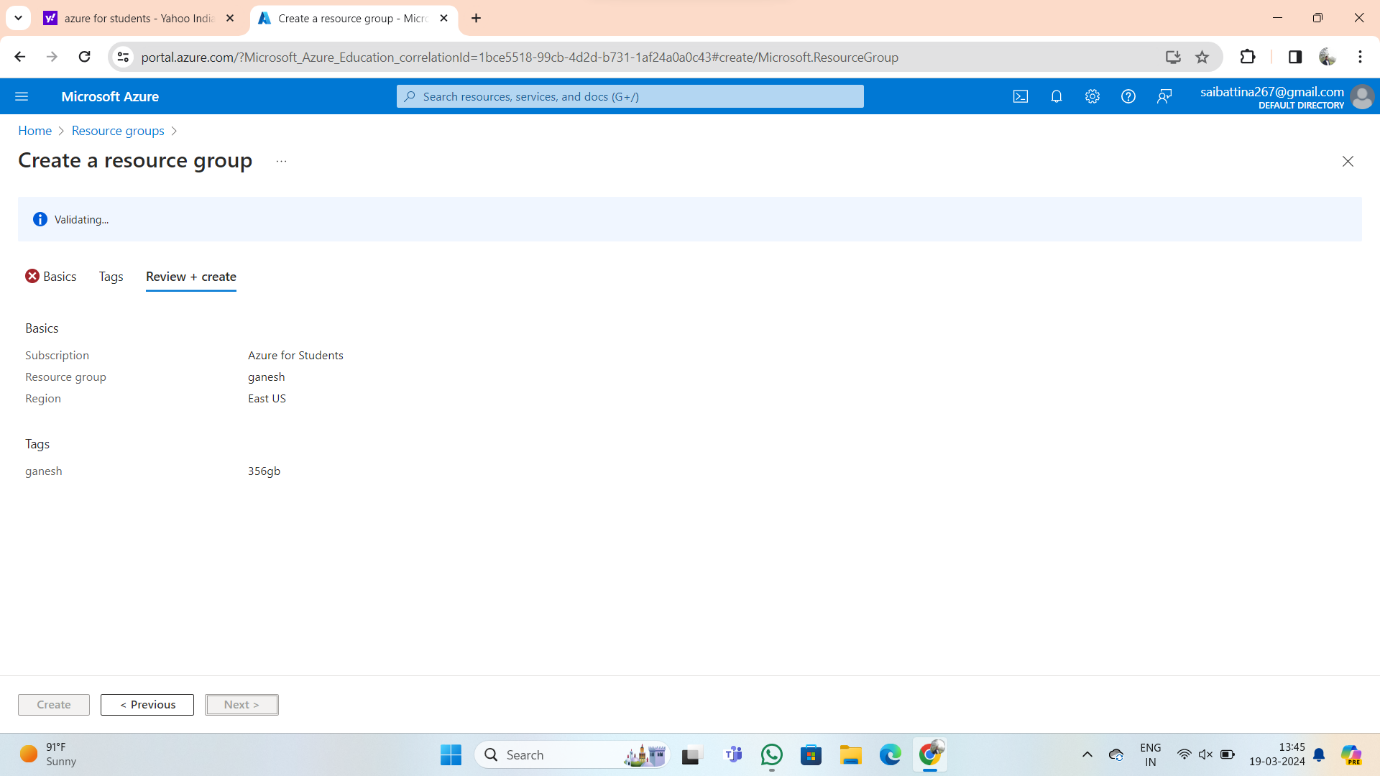 azure for students - Yahoo Indi
Create a resource group - Micr
portal.azure.com/?Microsoft_Azure_Education_correlationId=1bce5518-99cb-4d2d-b731-1af24a0a0c43#create/Microsoft.ResourceGroup
Microsoft Azure
Search resources, services, and docs (G+/)
saibattina267@gmail.com
DEFAULT DIRECTORY
Home > Resource groups >
Create a resource group ...
Validating...
Basics Tags Review + create
Basics
Subscription Azure for Students
Resource group ganesh
Region East US
Tags
ganesh 356gb
Create < Previous Next >
91°F
Sunny
Search
ENG
IN
13:45
19-03-2024
PRE